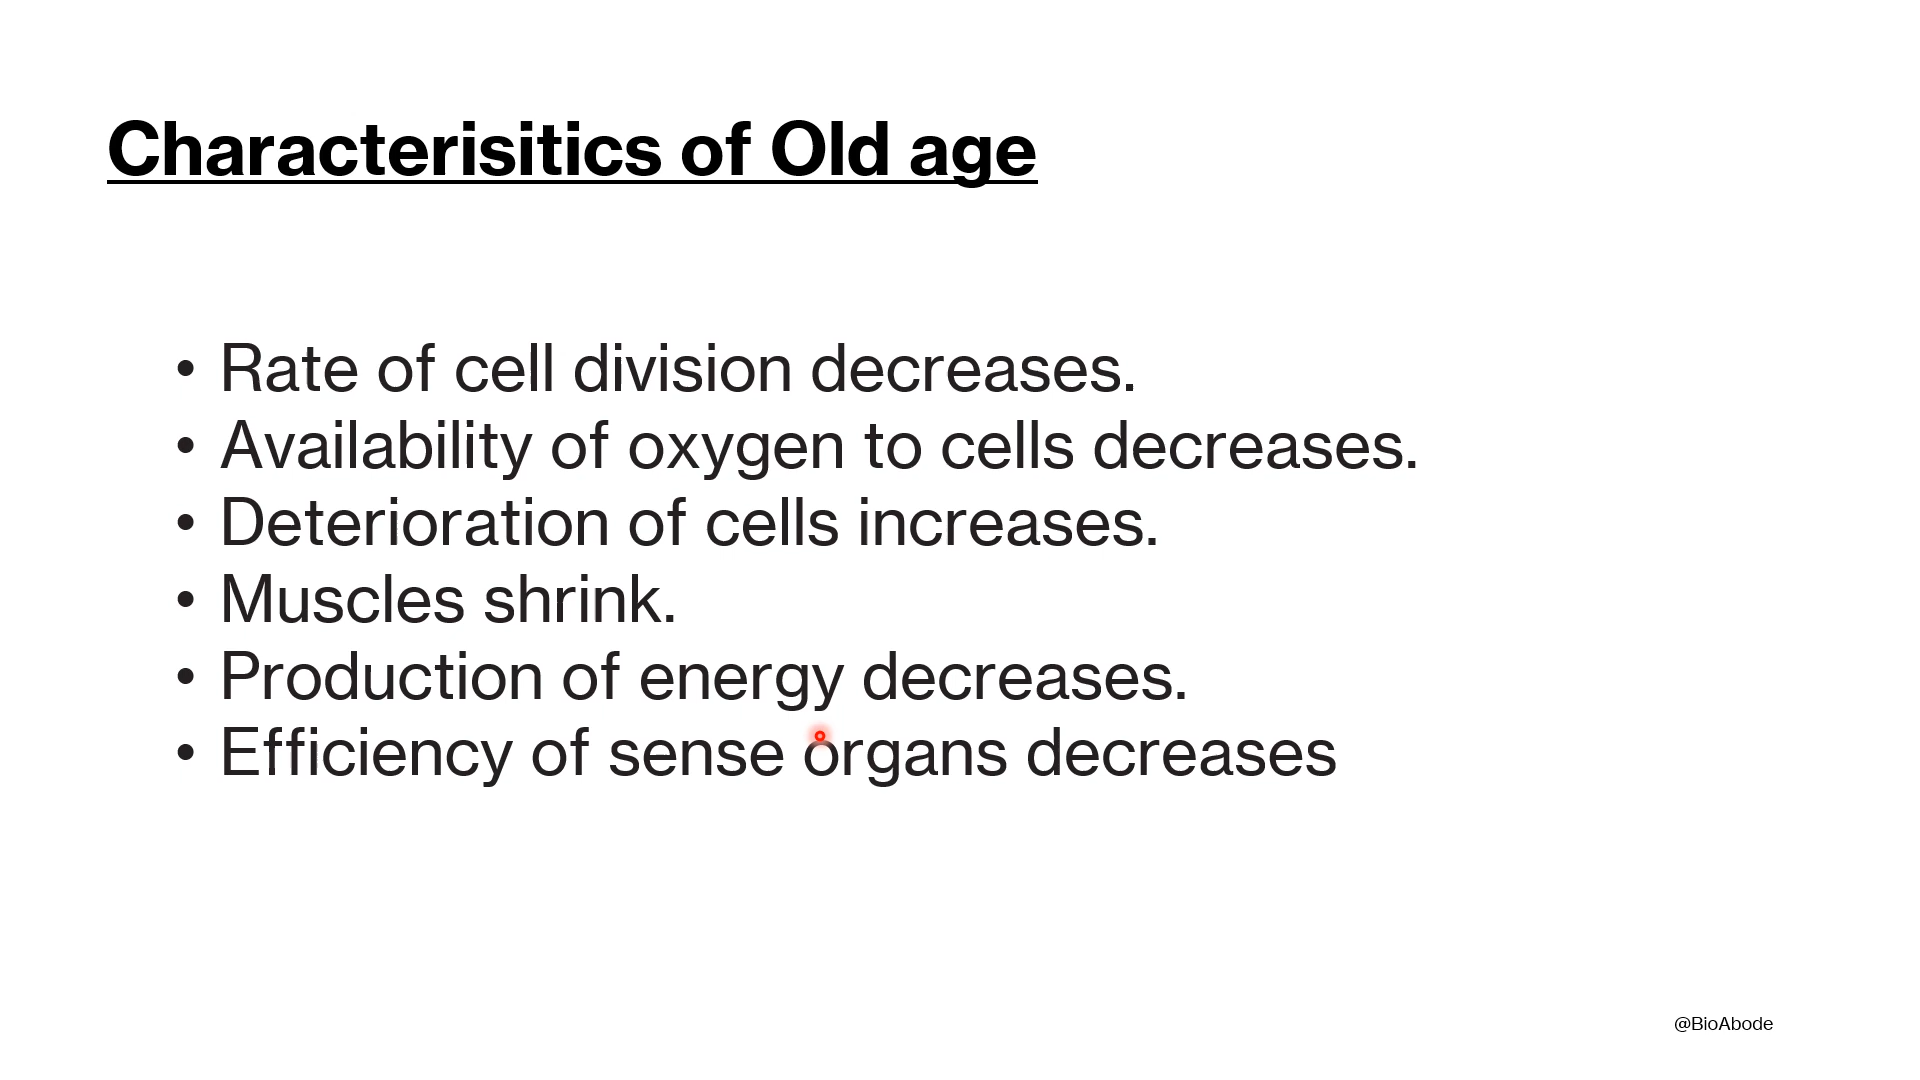 Characterisitics of Old age
• Rate of cell division decreases.
• Availability of oxygen to cells decreases.
• Deterioration of cells increases.
• Muscles shrink.
• Production of energy decreases.
• Efficiency of sense organs decreases
@BioAbode